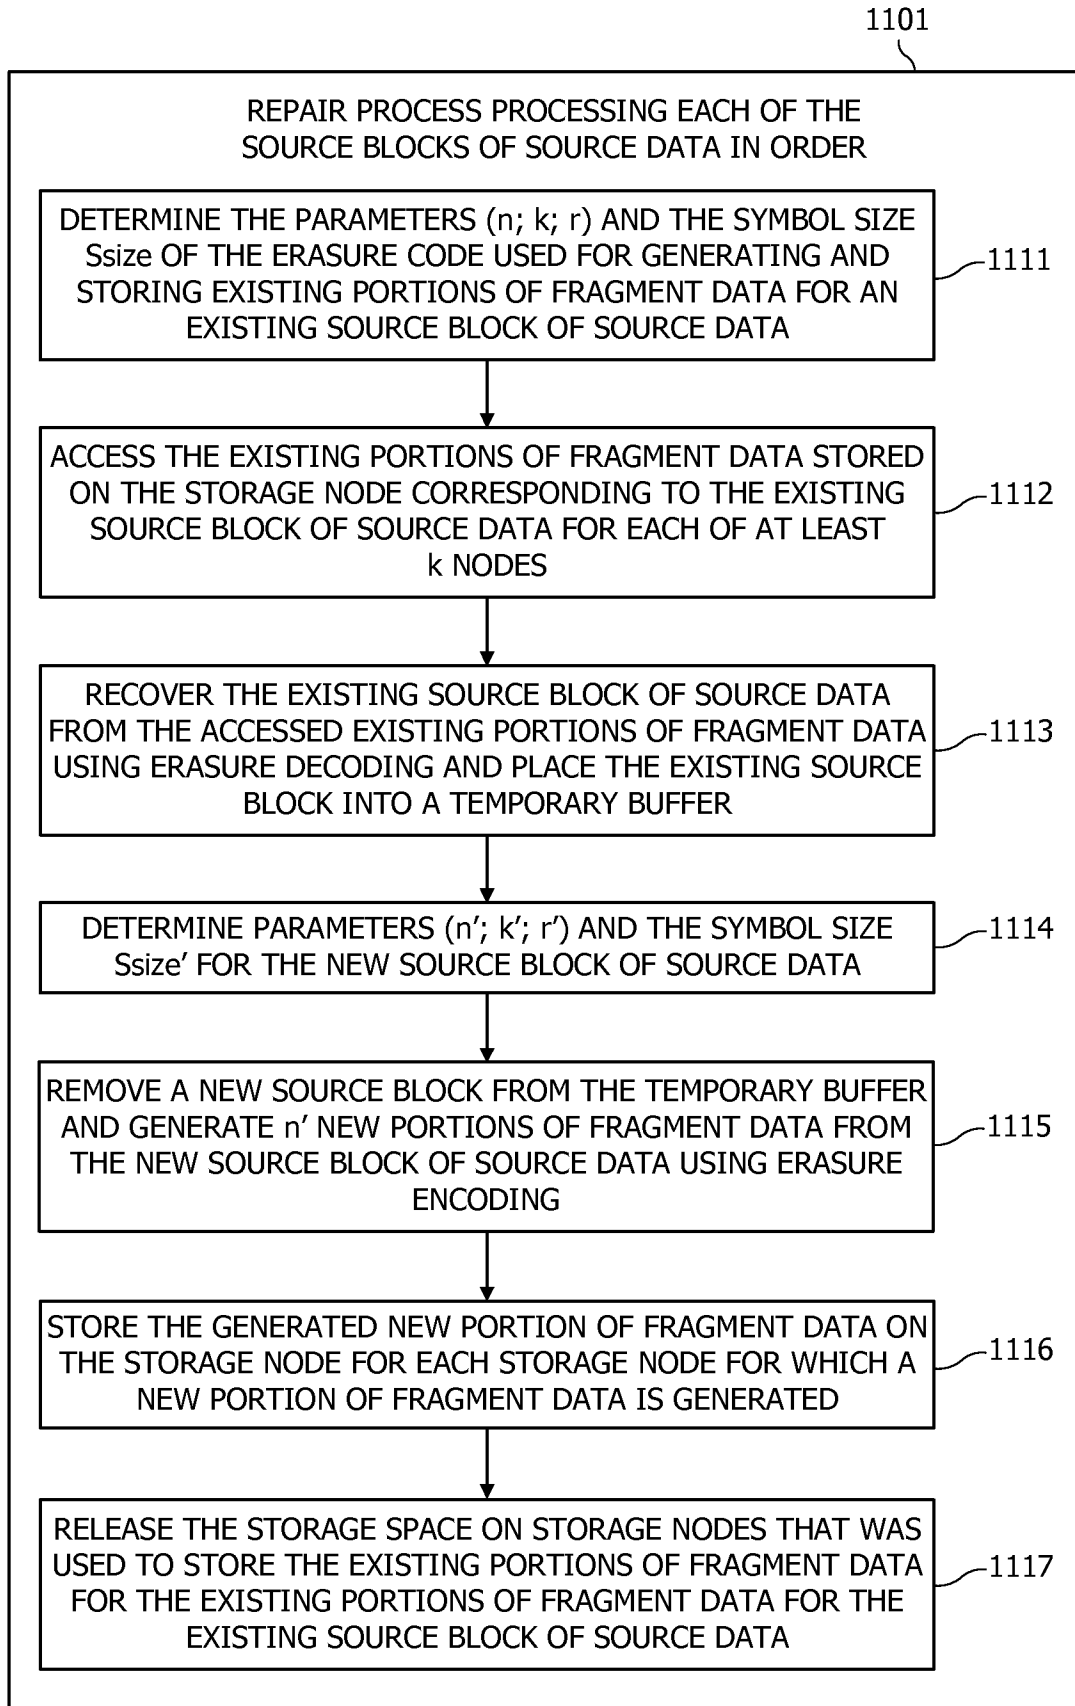 1101
REPAIR PROCESS PROCESSING EACH OF THE
SOURCE BLOCKS OF SOURCE DATA IN ORDER
DETERMINE THE PARAMETERS (n; k; r) AND THE SYMBOL SIZE
Ssize OF THE ERASURE CODE USED FOR GENERATING AND
STORING EXISTING PORTIONS OF FRAGMENT DATA FOR AN
EXISTING SOURCE BLOCK OF SOURCE DATA
1111
ACCESS THE EXISTING PORTIONS OF FRAGMENT DATA STORED
ON THE STORAGE NODE CORRESPONDING TO THE EXISTING
SOURCE BLOCK OF SOURCE DATA FOR EACH OF AT LEAST
k NODES
1112
RECOVER THE EXISTING SOURCE BLOCK OF SOURCE DATA
FROM THE ACCESSED EXISTING PORTIONS OF FRAGMENT DATA
USING ERASURE DECODING AND PLACE THE EXISTING SOURCE
BLOCK INTO A TEMPORARY BUFFER
1113
DETERMINE PARAMETERS (n’; k’; r’) AND THE SYMBOL SIZE
Ssize’ FOR THE NEW SOURCE BLOCK OF SOURCE DATA
1114
REMOVE A NEW SOURCE BLOCK FROM THE TEMPORARY BUFFER
AND GENERATE n’ NEW PORTIONS OF FRAGMENT DATA FROM
THE NEW SOURCE BLOCK OF SOURCE DATA USING ERASURE
ENCODING
1115
STORE THE GENERATED NEW PORTION OF FRAGMENT DATA ON
THE STORAGE NODE FOR EACH STORAGE NODE FOR WHICH A
NEW PORTION OF FRAGMENT DATA IS GENERATED
1116
RELEASE THE STORAGE SPACE ON STORAGE NODES THAT WAS
USED TO STORE THE EXISTING PORTIONS OF FRAGMENT DATA
FOR THE EXISTING PORTIONS OF FRAGMENT DATA FOR THE
EXISTING SOURCE BLOCK OF SOURCE DATA
1117